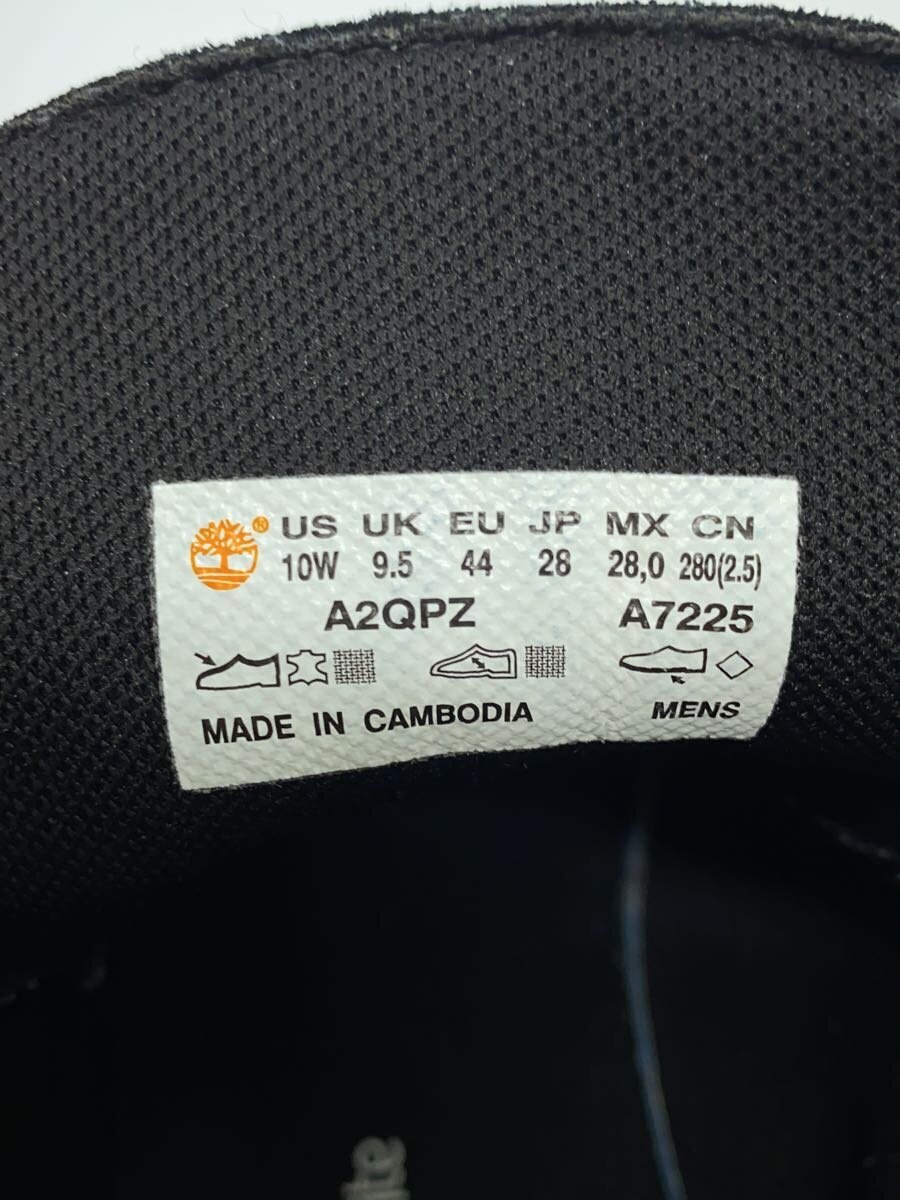 ® US UK EU JP MX CN
10W 9.5 44 28 28,0 280(2.5)
A2QPZ A7225
MADE IN CAMBODIA MENS